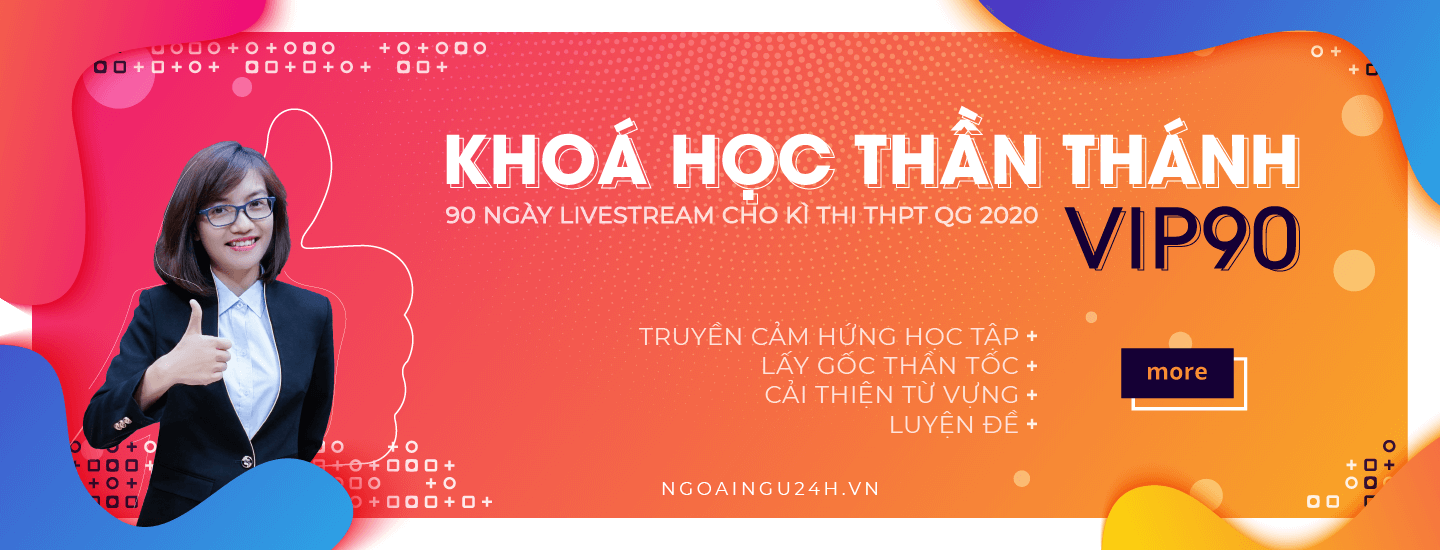 KHOÁ HỌC THẦN THÁNH
90 NGÀY LIVESTREAM CHO KÌ THI THPT QG 2020
VIP90
TRUYỀN CẢM HỨNG HỌC TẬP +
LẤY GỐC THẦN TỐC +
CẢI THIỆN TỪ VỰNG +
LUYỆN ĐỀ +
more
NGOAINGU24H.VN